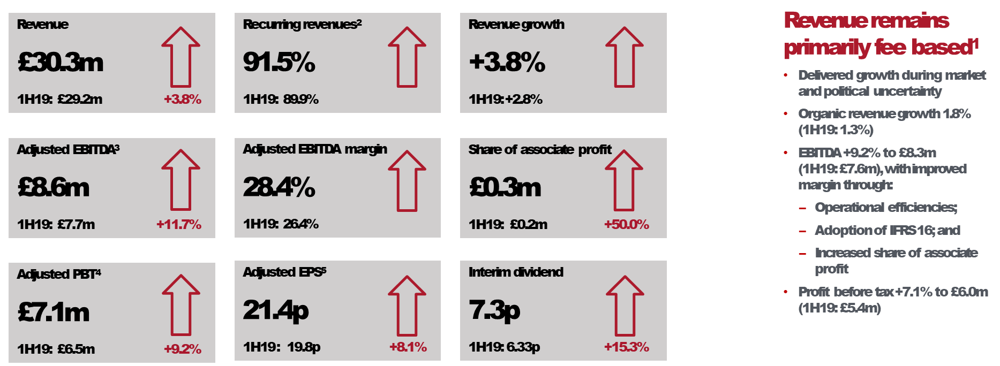 Revenue
£30.3m
1H19: £29.2m
+3.8%
Recurring revenues²
91.5%
1H19: 89.9%
Revenue growth
+3.8%
1H19: +2.8%
Adjusted EBITDA³
£8.6m
1H19: £7.7m
+11.7%
Adjusted EBITDA margin
28.4%
1H19: 26.4%
Share of associate profit
£0.3m
1H19: £0.2m
+50.0%
Adjusted PBT⁴
£7.1m
1H19: £6.5m
+9.2%
Adjusted EPS⁵
21.4p
1H19: 19.8p
+8.1%
Interim dividend
7.3p
1H19: 6.33p
+15.3%
Revenue remains
primarily fee based¹
• Delivered growth during market
and political uncertainty
• Organic revenue growth 1.8%
(1H19: 1.3%)
• EBITDA +9.2% to £8.3m
(1H19: £7.6m), with improved
margin through:
– Operational efficiencies;
– Adoption of IFRS 16; and
– Increased share of associate
profit
• Profit before tax +7.1% to £6.0m
(1H19: £5.4m)